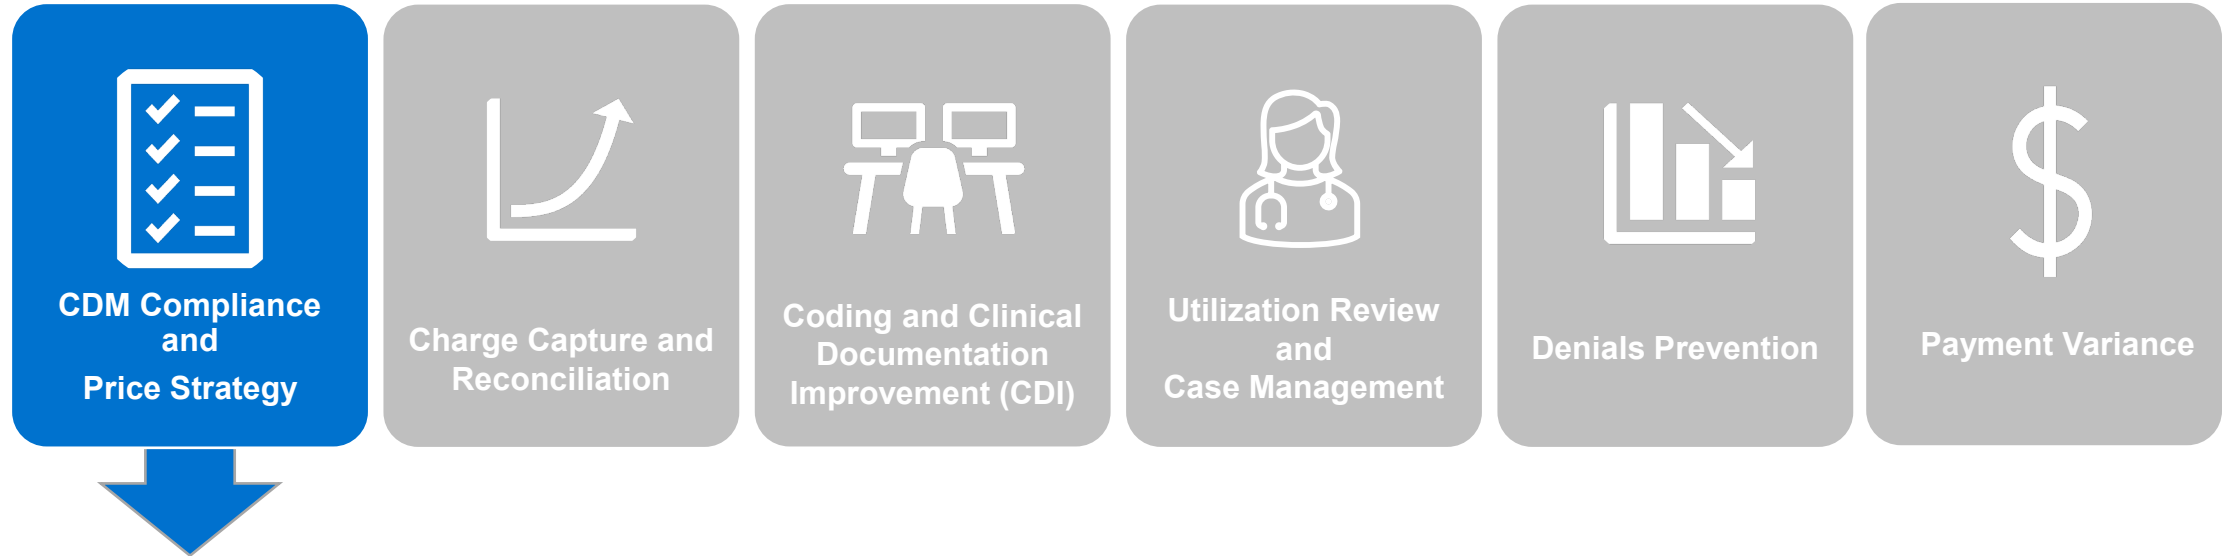 CDM Compliance
and
Price Strategy
Charge Capture and
Reconciliation
Coding and Clinical
Documentation
Improvement (CDI)
Utilization Review
and
Case Management
Denials Prevention
Payment Variance
$